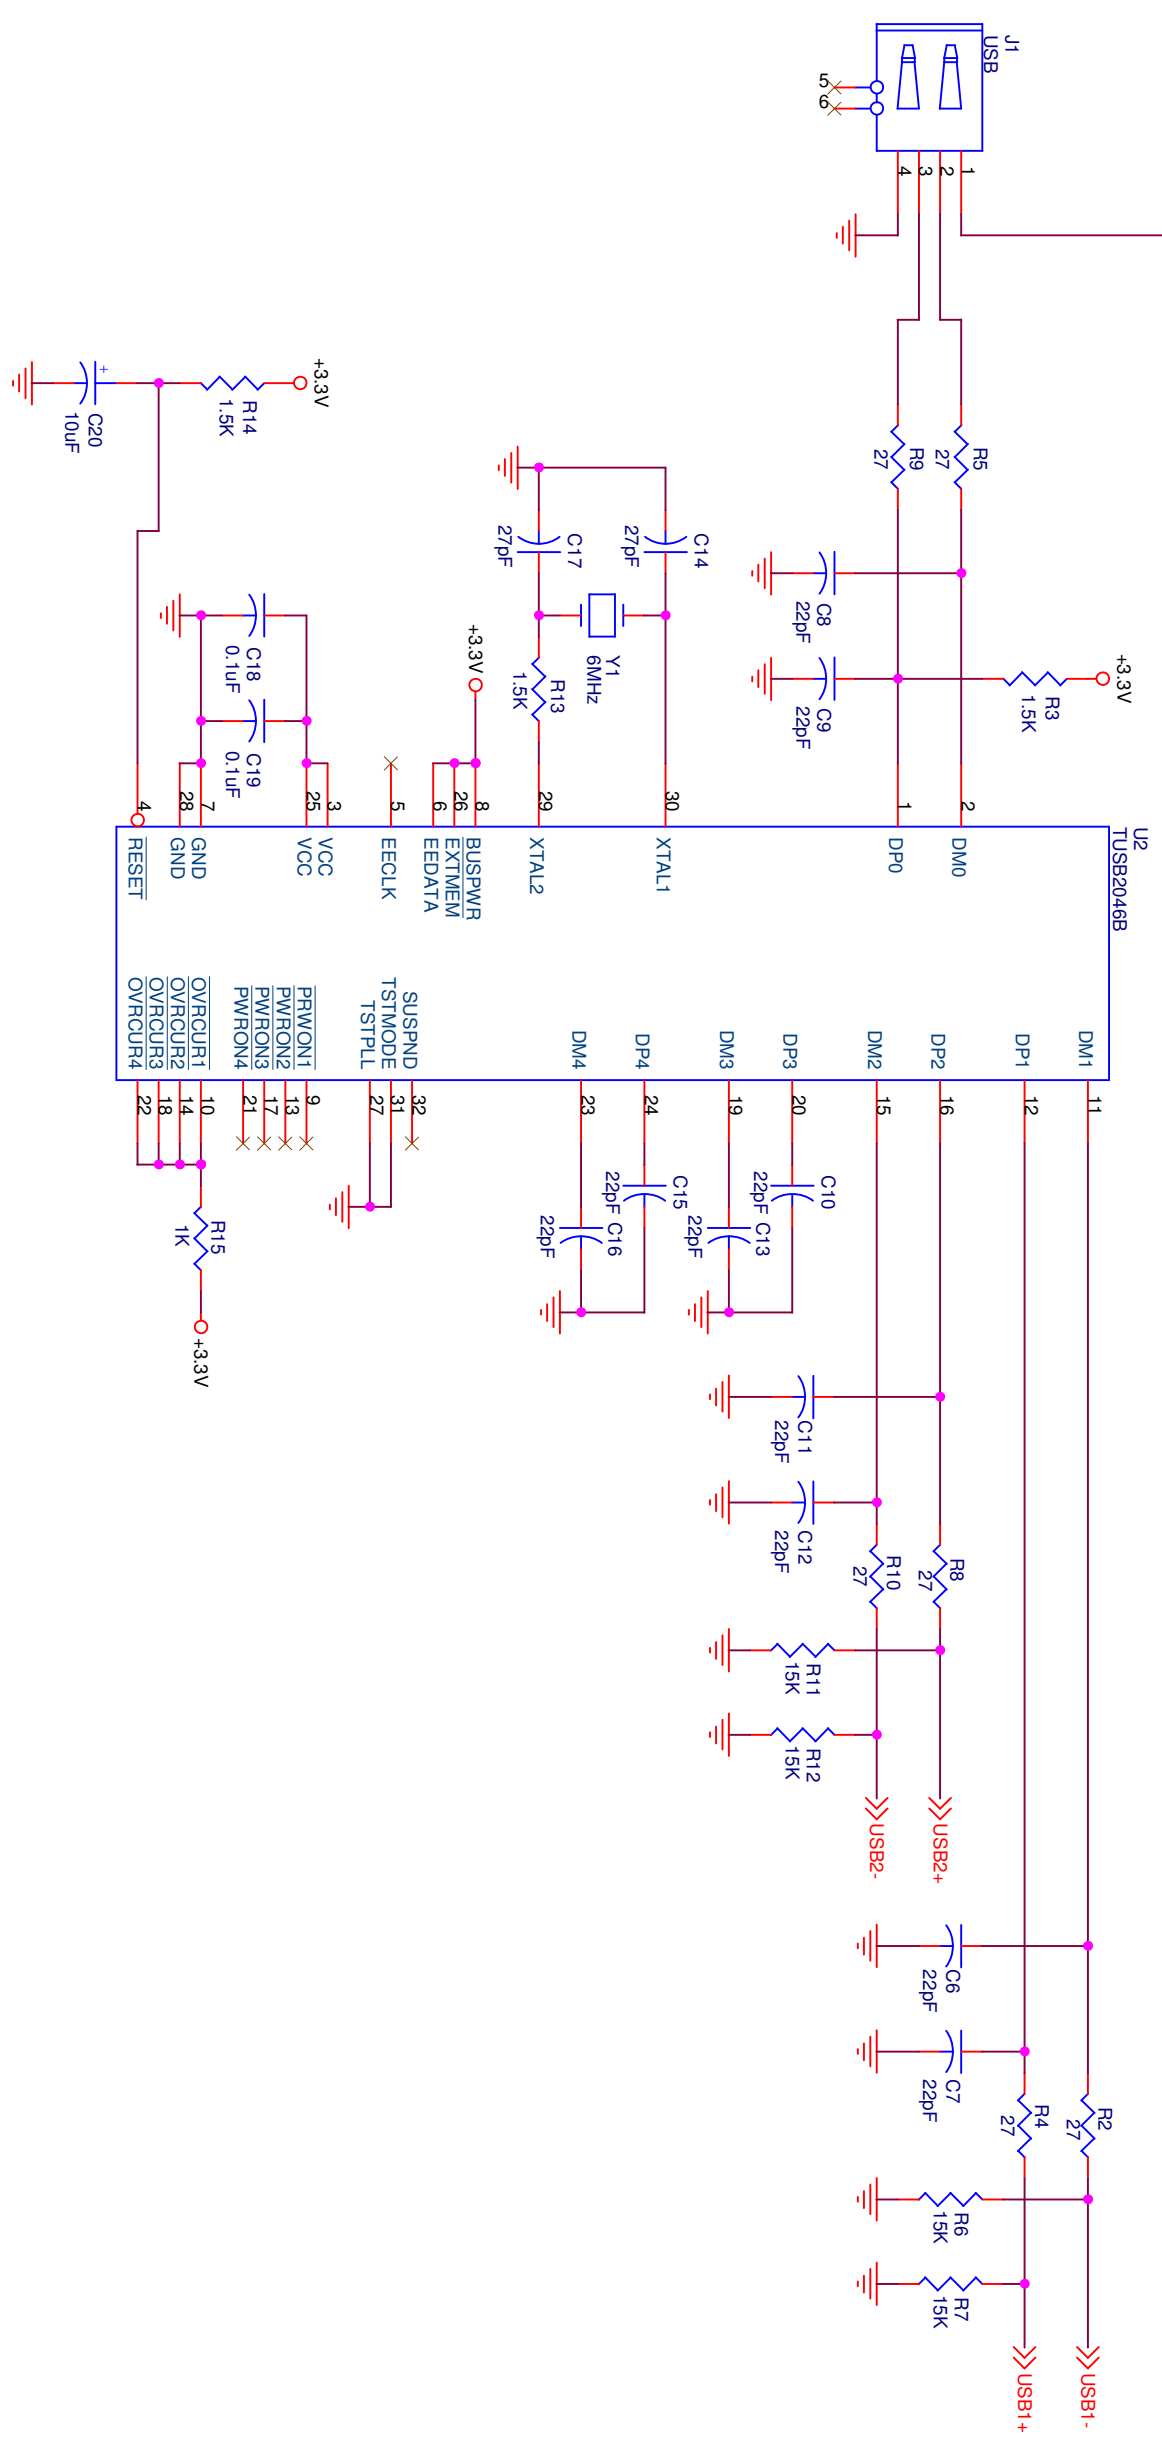 J1
USB
1
2
3
4
5
6
R5
27
R9
27
C8
22pF
C9
22pF
+3.3V
R3
1.5K
C14
27pF
C17
27pF
Y1
6MHz
R13
1.5K
+3.3V
+3.3V
R14
1.5K
C20
10uF
C18
0.1uF
C19
0.1uF
U2
TUSB2046B
2
DM0
1
DP0
30
XTAL1
29
XTAL2
8
BUSPWR
26
EXTMEM
6
EEDATA
5
EECLK
3
VCC
25
VCC
7
GND
28
GND
4
RESET
DM1
11
DP1
12
DP2
16
DM2
15
DP3
20
DM3
19
DP4
24
DM4
23
SUSPND
32
TSTMODE
31
TSTPLL
27
PRWON1
9
PWRON2
13
PWRON3
17
PWRON4
21
OVRCUR1
10
OVRCUR2
14
OVRCUR3
18
OVRCUR4
22
C10
22pF
C13
22pF
C15
22pF
C16
22pF
R15
1K
+3.3V
C11
22pF
C12
22pF
R8
27
R10
27
R11
15K
R12
15K
USB2+
USB2-
C6
22pF
C7
22pF
R2
27
R4
27
R6
15K
R7
15K
USB1-
USB1+